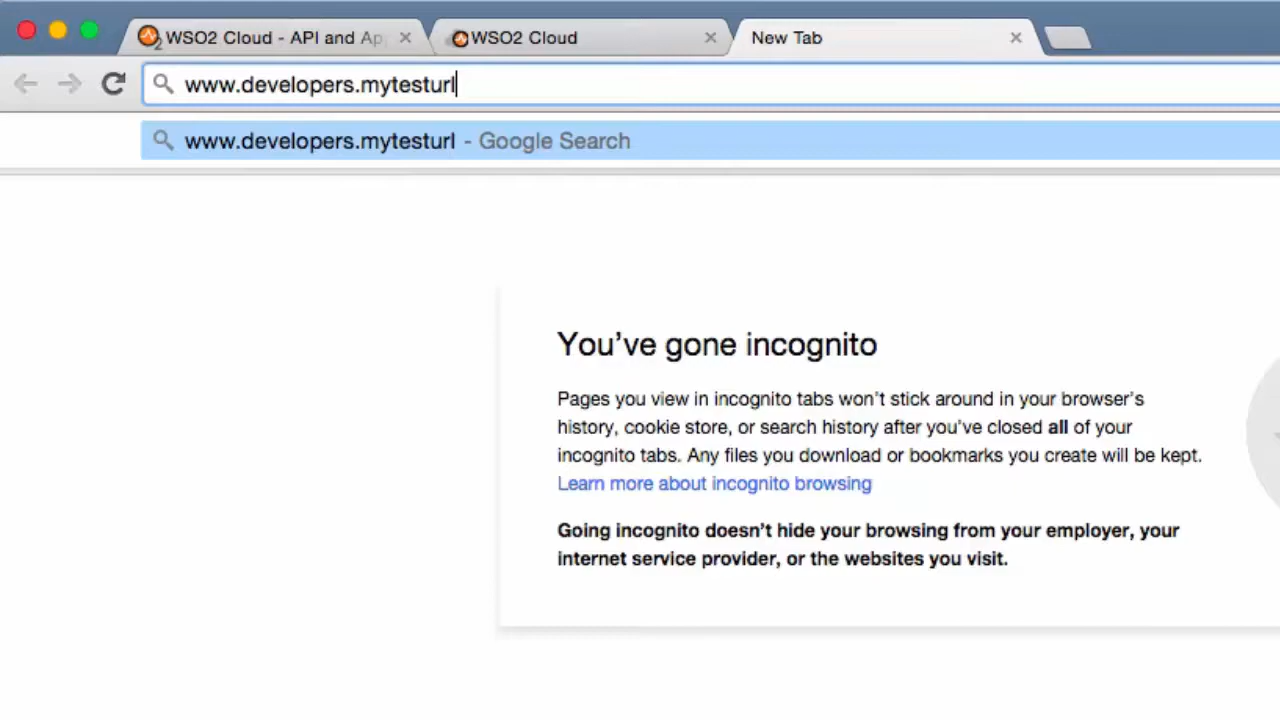 WSO2 Cloud - API and Ap
WSO2 Cloud
New Tab
www.developers.mytesturl
www.developers.mytesturl - Google Search
You've gone incognito
Pages you view in incognito tabs won't stick around in your browser's
history, cookie store, or search history after you've closed all of your
incognito tabs. Any files you download or bookmarks you create will be kept.
Learn more about incognito browsing
Going incognito doesn't hide your browsing from your employer, your
internet service provider, or the websites you visit.